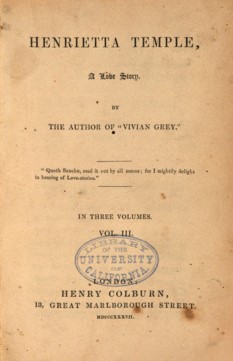 HENRIETTA TEMPLE,
A Love Story.
BY
THE AUTHOR OF "VIVIAN GREY."
"Quoth Sancho, read it out by all means; for I mightily delight
in hearing of Love-stories."
IN THREE VOLUMES.
VOL. III.
LIBRARY
OF THE
UNIVERSITY
OF
CALIFORNIA.
LONDON,
HENRY COLBURN,
13, GREAT MARLBOROUGH STREET.
MDCCCXXXVII.